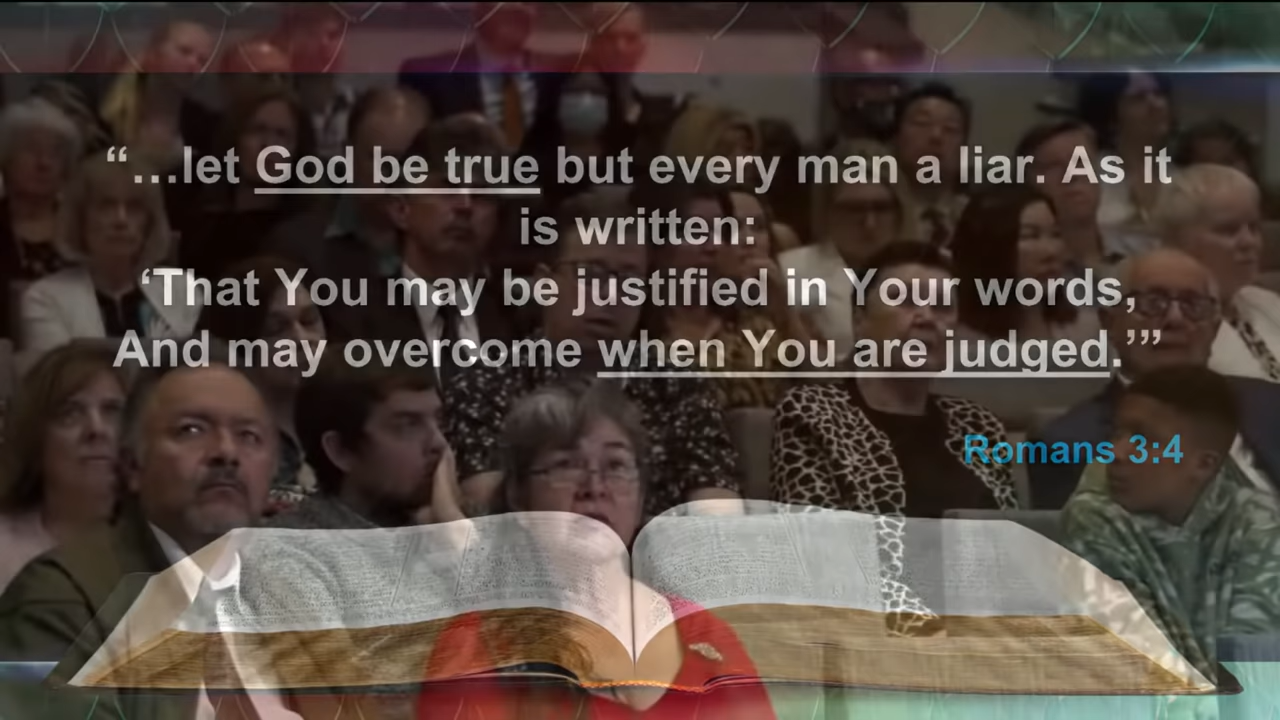 “…let God be true but every man a liar. As it
is written:
‘That You may be justified in Your words,
And may overcome when You are judged.’”
Romans 3:4